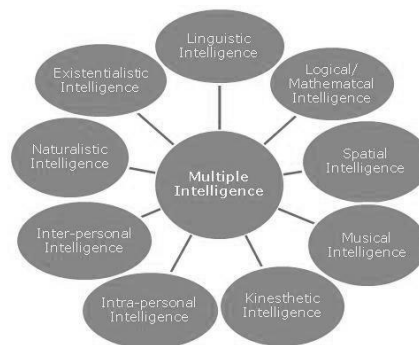 Linguistic
Intelligence
Logical/
Mathematcal
Intelligence
Spatial
Intelligence
Musical
Intelligence
Kinesthetic
Intelligence
Intra-personal
Intelligence
Inter-personal
Intelligence
Naturalistic
Intelligence
Existentialistic
Intelligence
Multiple
Intelligence